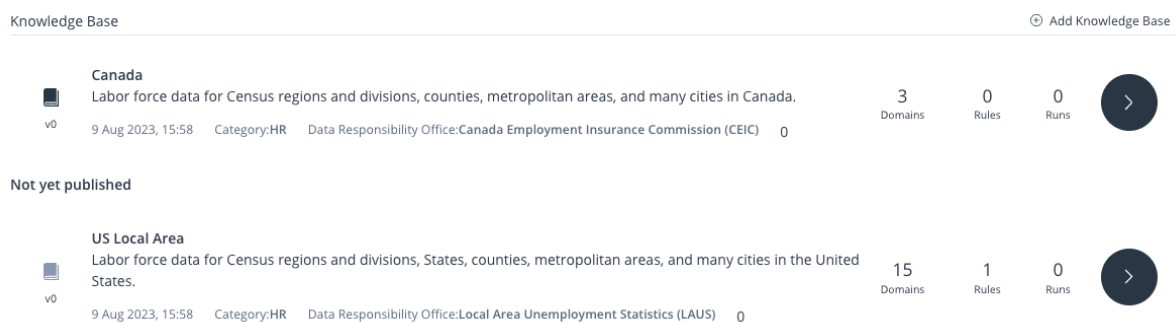 Knowledge Base
Add Knowledge Base
Canada
Labor force data for Census regions and divisions, counties, metropolitan areas, and many cities in Canada.
v0
9 Aug 2023, 15:58 Category:HR Data Responsibility Office:Canada Employment Insurance Commission (CEIC) 0
3 0 0
Domains Rules Runs
Not yet published
US Local Area
Labor force data for Census regions and divisions, States, counties, metropolitan areas, and many cities in the United
States.
v0
9 Aug 2023, 15:58 Category:HR Data Responsibility Office:Local Area Unemployment Statistics (LAUS) 0
15 1 0
Domains Rules Runs